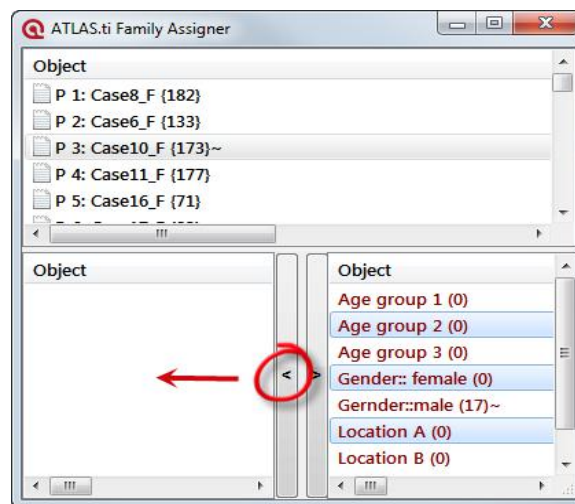 ATLAS.ti Family Assigner
Object
P 1: Case8_F {182}
P 2: Case6_F {133}
P 3: Case10_F {173}~
P 4: Case11_F {177}
P 5: Case16_F {71}
Object
< >
Object
Age group 1 (0)
Age group 2 (0)
Age group 3 (0)
Gender:: female (0)
Gernder::male (17)~
Location A (0)
Location B (0)